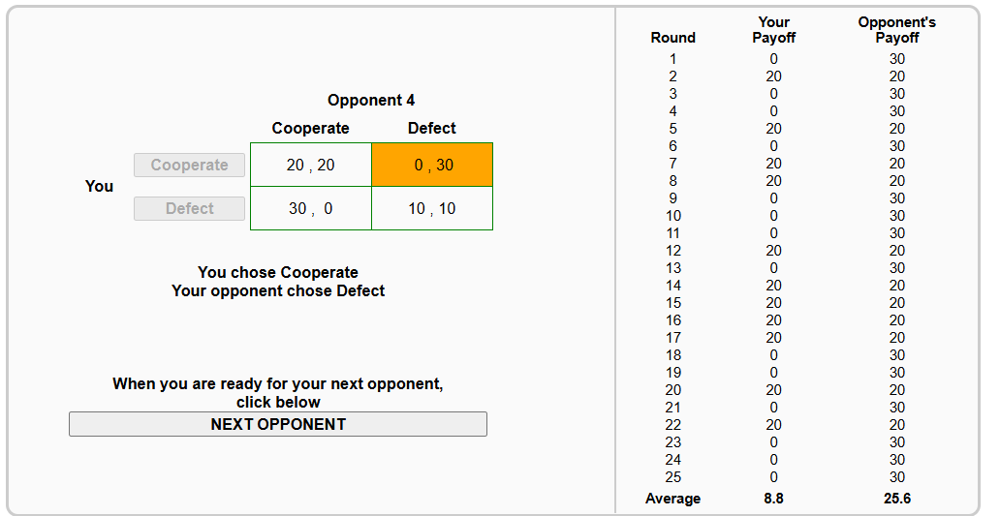 Opponent 4
Cooperate Defect
You
Cooperate 20 , 20 0 , 30
Defect 30 , 0 10 , 10
You chose Cooperate
Your opponent chose Defect
When you are ready for your next opponent,
click below
NEXT OPPONENT
Round Your Payoff Opponent's Payoff
1 0 30
2 20 20
3 0 30
4 0 30
5 20 20
6 0 30
7 20 20
8 20 20
9 0 30
10 0 30
11 0 30
12 20 20
13 0 30
14 20 20
15 20 20
16 20 20
17 20 20
18 0 30
19 0 30
20 20 20
21 0 30
22 20 20
23 0 30
24 0 30
25 0 30
Average 8.8 25.6